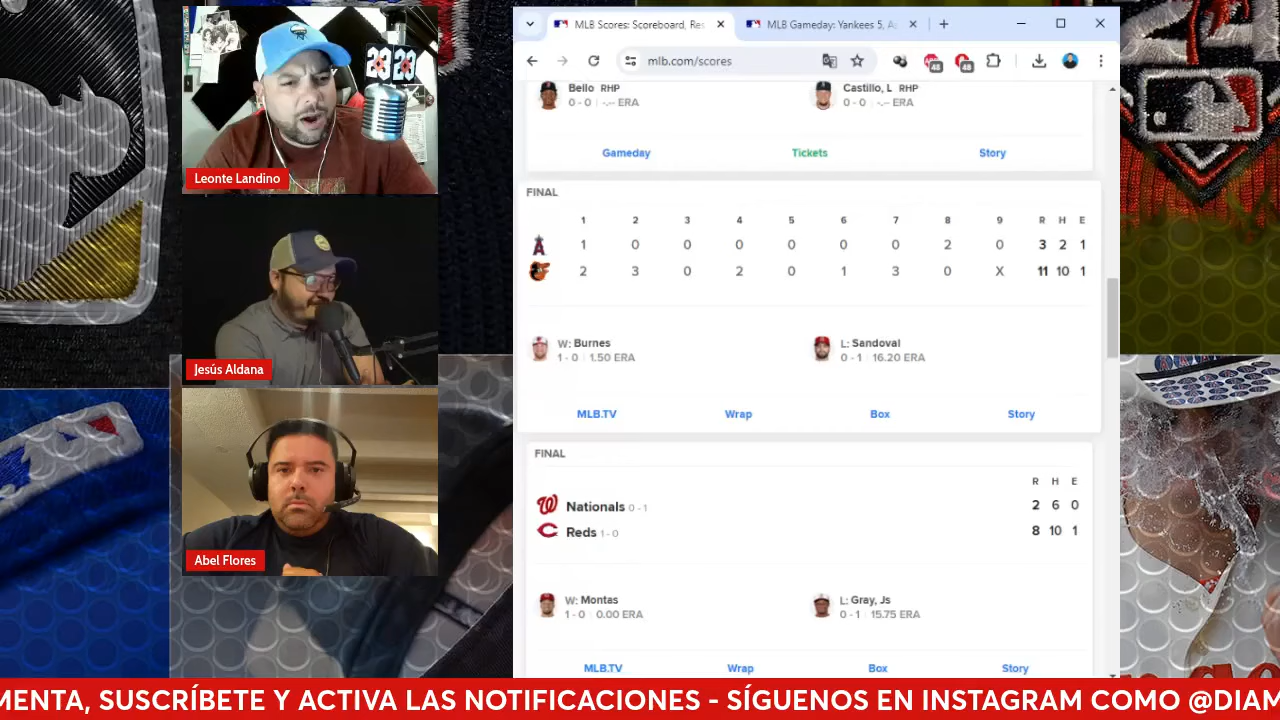 Leonte Landino
Jesús Aldana
Abel Flores
MLB Scores: Scoreboard, Res
MLB Gameday: Yankees 5, A
mlb.com/scores
48
48
Bello RHP
0 - 0 | -.-- ERA
Castillo, L RHP
0 - 0 | -.-- ERA
Gameday
Tickets
Story
FINAL
1 2 3 4 5 6 7 8 9 R H E
1 0 0 0 0 0 0 2 0 3 2 1
2 3 0 2 0 1 3 0 X 11 10 1
W: Burnes
1 - 0 | 1.50 ERA
L: Sandoval
0 - 1 | 16.20 ERA
MLB.TV
Wrap
Box
Story
FINAL
R H E
Nationals 0 - 1 2 6 0
Reds 1 - 0 8 10 1
W: Montas
1 - 0 | 0.00 ERA
L: Gray, Js
0 - 1 | 15.75 ERA
MLB.TV
Wrap
Box
Story
MENTA, SUSCRÍBETE Y ACTIVA LAS NOTIFICACIONES - SÍGUENOS EN INSTAGRAM COMO @DIAM